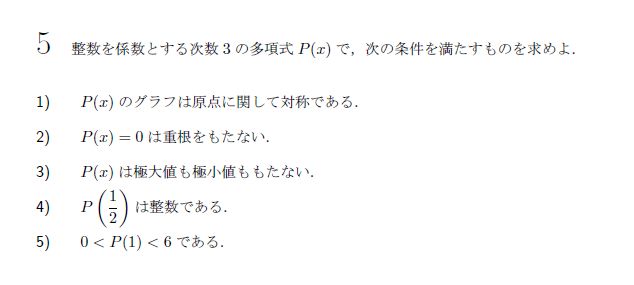 5 整数を係数とする次数 3 の多項式 P(x) で，次の条件を満たすものを求めよ．
1) P(x) のグラフは原点に関して対称である．
2) P(x) = 0 は重根をもたない．
3) P(x) は極大値も極小値ももたない．
4) P(1/2) は整数である．
5) 0 < P(1) < 6 である．